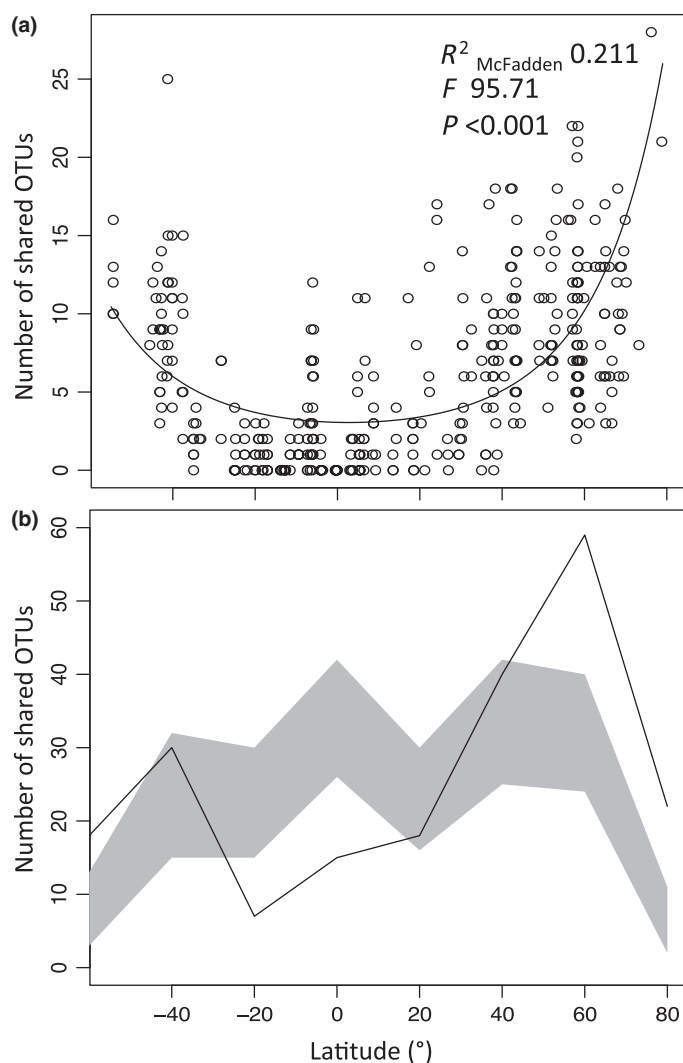 (a)
R² McFadden 0.211
F 95.71
P <0.001
Number of shared OTUs
25
20
15
10
5
0
(b)
Number of shared OTUs
60
50
40
30
20
10
0
−40 −20 0 20 40 60 80
Latitude (°)